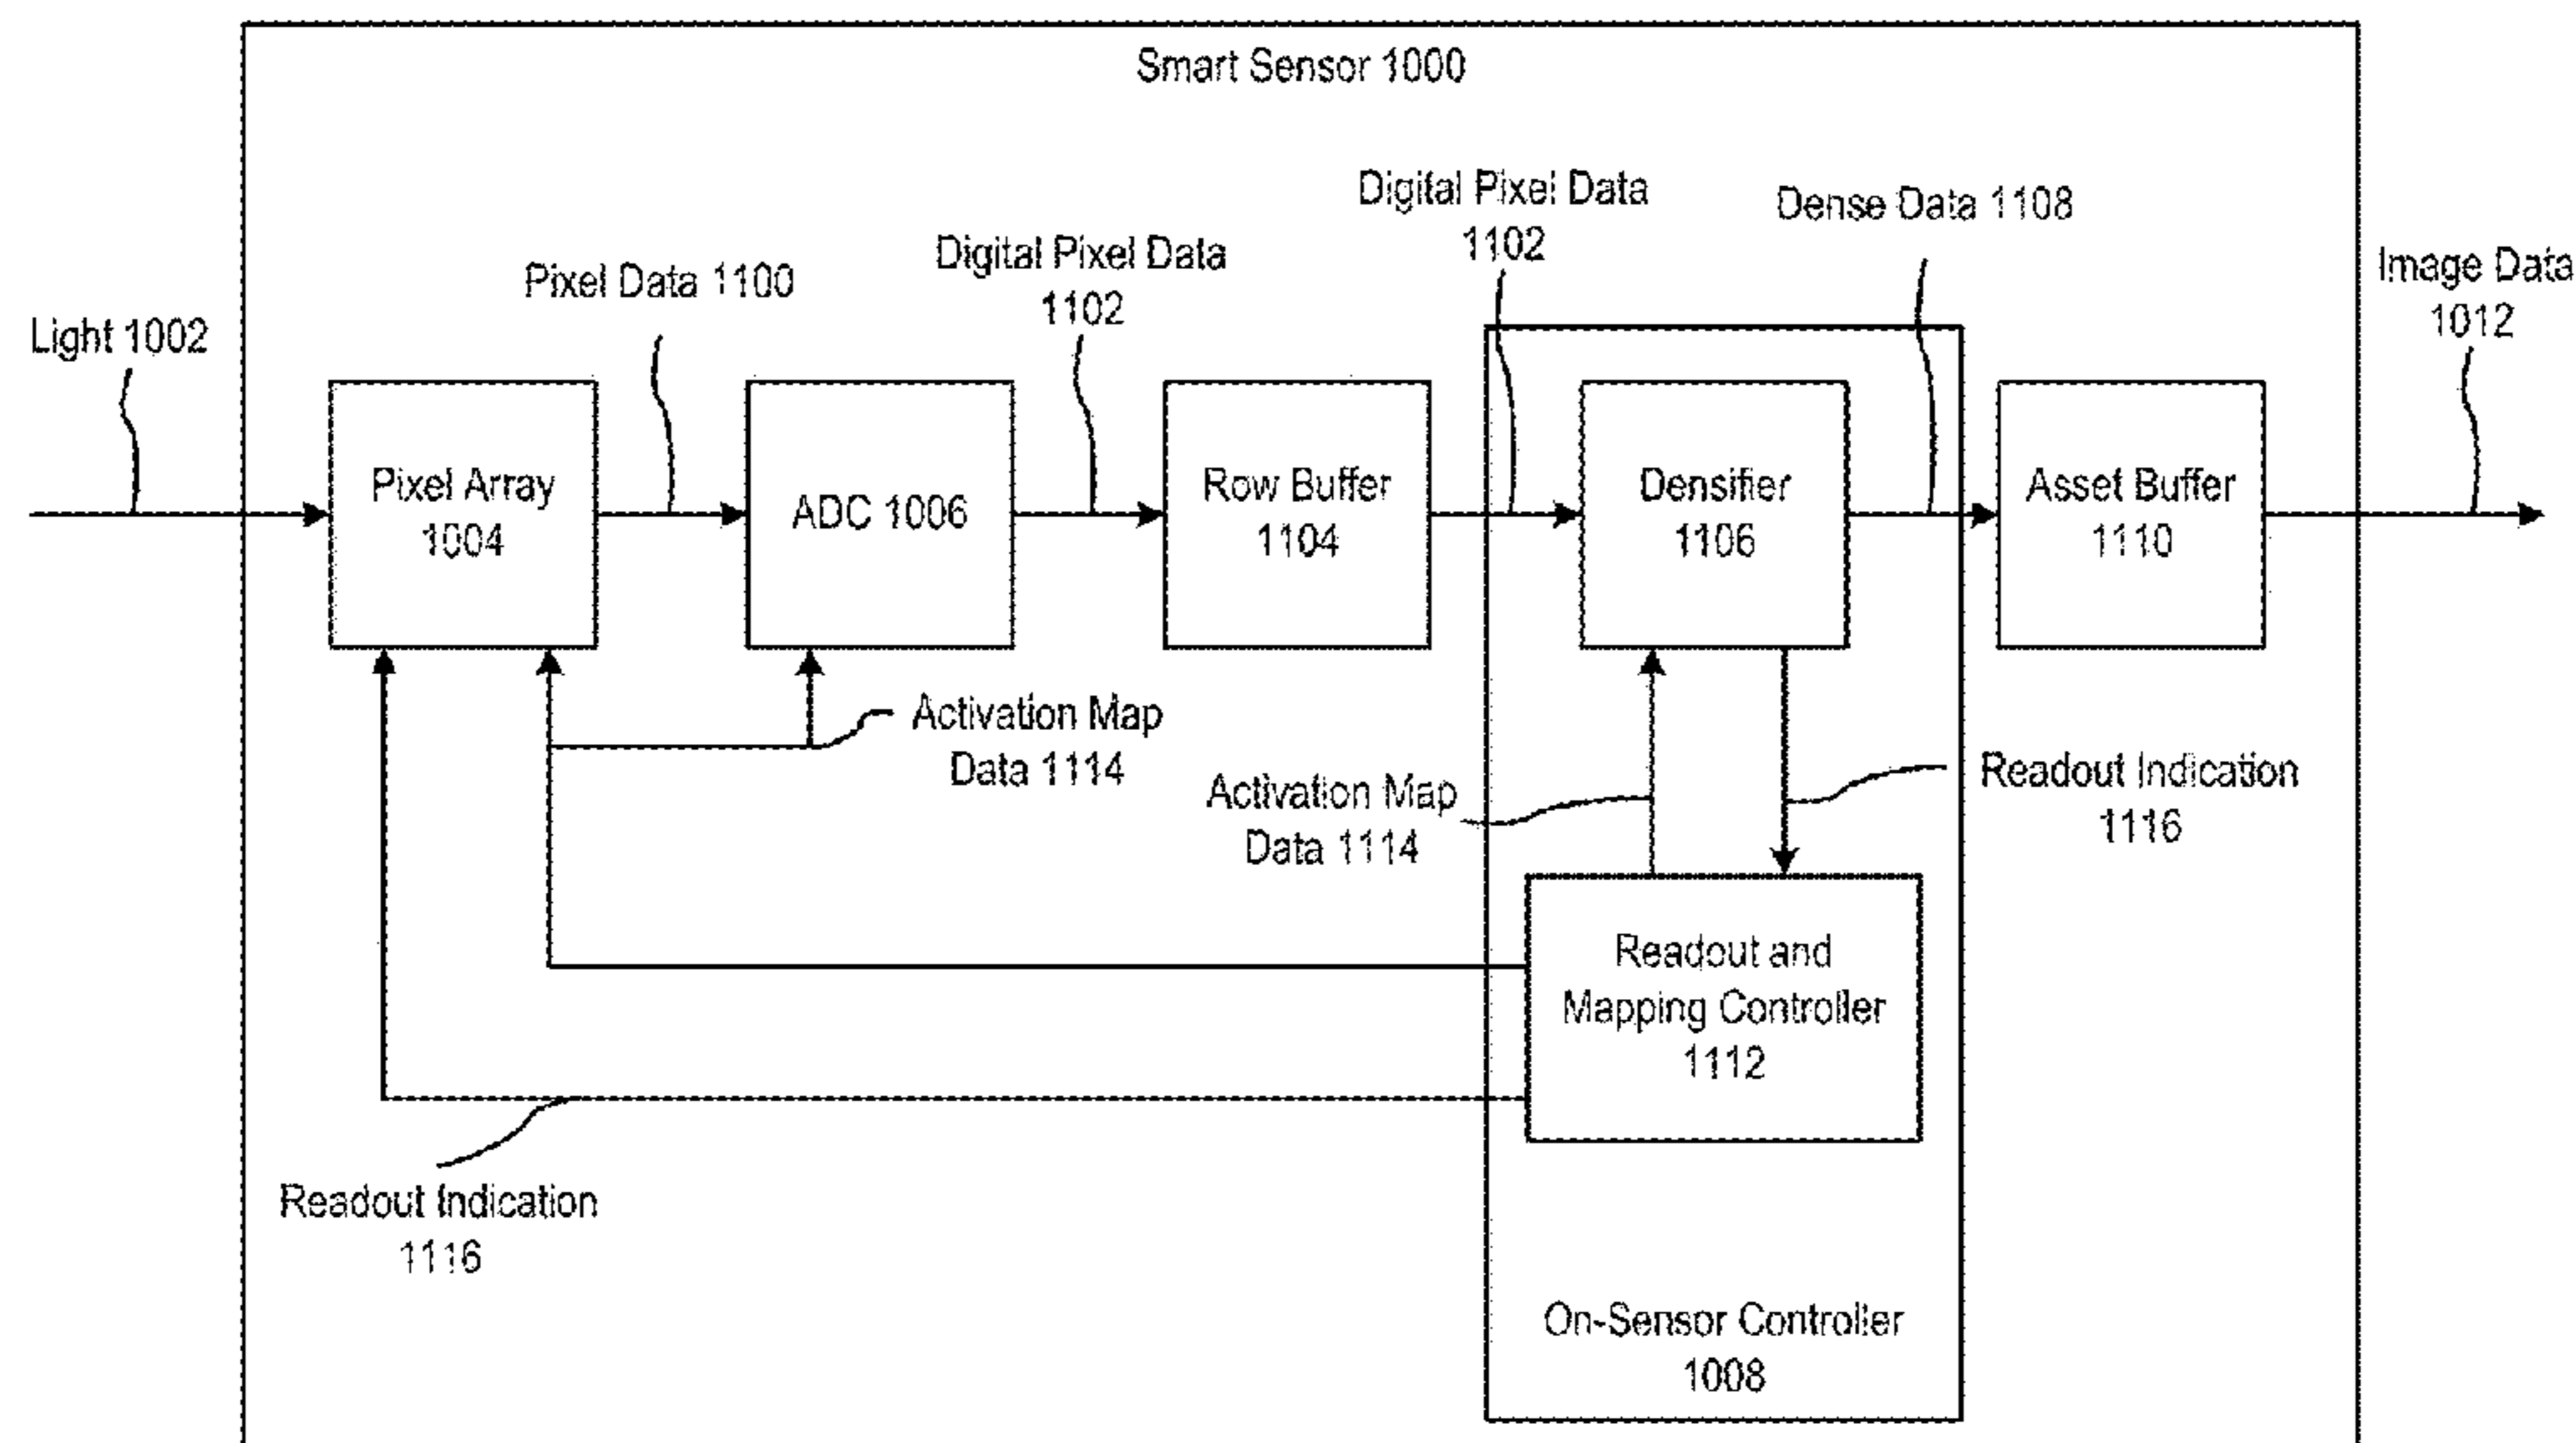 Smart Sensor 1000
Digital Pixel Data
1102
Dense Data 1108
Digital Pixel Data
1102
Pixel Data 1100
Image Data
1012
Light 1002
Pixel Array
1004
ADC 1006
Row Buffer
1104
Densifier
1106
Asset Buffer
1110
Activation Map
Data 1114
Activation Map
Data 1114
Readout Indication
1116
Readout and
Mapping Controller
1112
Readout Indication
1116
On-Sensor Controller
1008